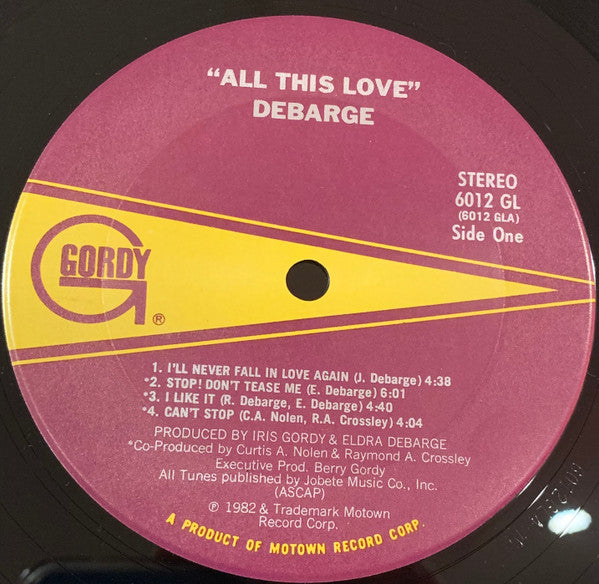 “ALL THIS LOVE”
DEBARGE
STEREO
6012 GL
(6012 GLA)
Side One
GORDY
®
1. I'LL NEVER FALL IN LOVE AGAIN (J. Debarge) 4:38
*2. STOP! DON'T TEASE ME (E. Debarge) 6:01
*3. I LIKE IT (R. Debarge, E. Debarge) 4:40
*4. CAN'T STOP (C.A. Nolen, R.A. Crossley) 4:04
PRODUCED BY IRIS GORDY & ELDRA DEBARGE
*Co-Produced by Curtis A. Nolen & Raymond A. Crossley
Executive Prod. Berry Gordy
All Tunes published by Jobete Music Co., Inc.
(ASCAP)
℗ 1982 & Trademark Motown
Record Corp.
A PRODUCT OF MOTOWN RECORD CORP.